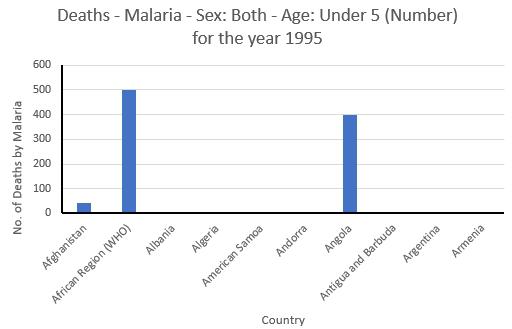 Deaths - Malaria - Sex: Both - Age: Under 5 (Number)
for the year 1995
No. of Deaths by Malaria
600
500
400
300
200
100
0
Afghanistan
African Region (WHO)
Albania
Algeria
American Samoa
Andorra
Angola
Antigua and Barbuda
Argentina
Armenia
Country